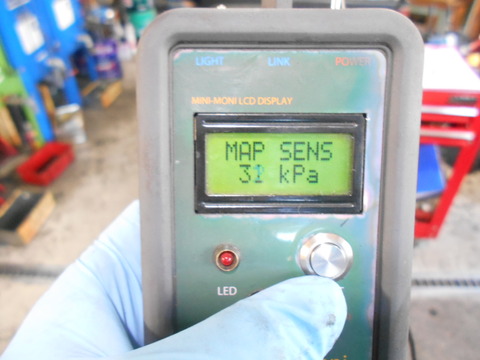 LIGHT LINK POWER
MINI-MONI LCD DISPLAY
MAP SENS
31 kPa
LED